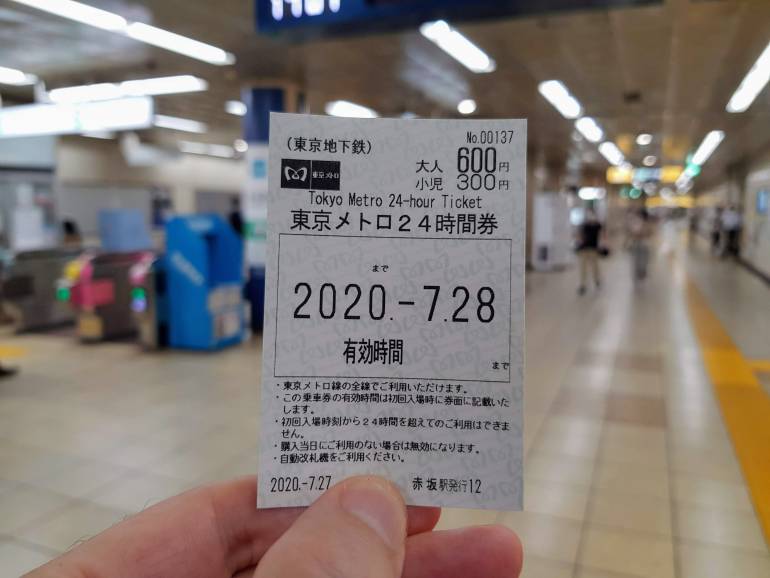 (東京地下鉄)
No.00137
東京メトロ
大人 600円
小児 300円
Tokyo Metro 24-hour Ticket
東京メトロ24時間券
まで
2020.-7.28
有効時間
まで
・東京メトロ線の全線でご利用いただけます。
・この乗車券の有効時間は初回入場時に券面に記載いた
します。
・初回入場時刻から24時間を超えてのご利用はできま
せん。
・購入当日にご利用のない場合は無効になります。
・自動改札機をご利用ください。
2020.-7.27
赤坂駅発行12